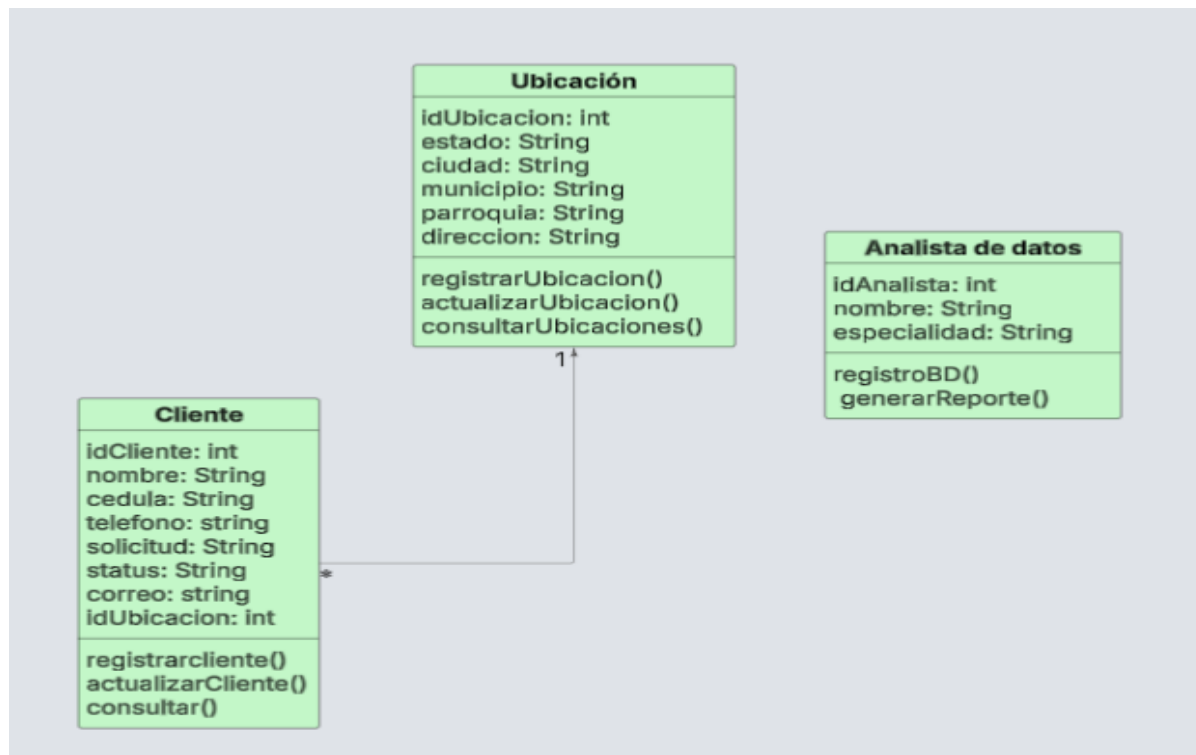 Ubicación
idUbicacion: int
estado: String
ciudad: String
municipio: String
parroquia: String
direccion: String
registrarUbicacion()
actualizarUbicacion()
consultarUbicaciones()
1
Analista de datos
idAnalista: int
nombre: String
especialidad: String
registroBD()
generarReporte()
Cliente
idCliente: int
nombre: String
cedula: String
telefono: string
solicitud: String
status: String
correo: string
idUbicacion: int
*
registrarcliente()
actualizarCliente()
consultar()